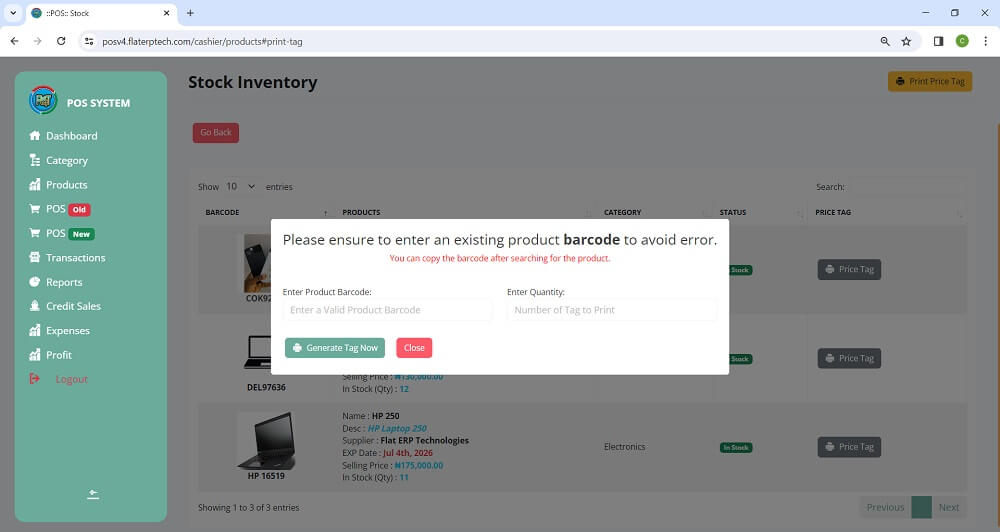 ::POS:: Stock
posv4.flaterptech.com/cashier/products#print-tag
C
POS SYSTEM
Dashboard
Category
Products
POS Old
POS New
Transactions
Reports
Credit Sales
Expenses
Profit
Logout
Stock Inventory
Print Price Tag
Go Back
Show 10 entries
Search:
BARCODE PRODUCTS CATEGORY STATUS PRICE TAG
Please ensure to enter an existing product barcode to avoid error.
You can copy the barcode after searching for the product.
Enter Product Barcode:
Enter a Valid Product Barcode
Enter Quantity:
Number of Tag to Print
Generate Tag Now
Close
Stock
Price Tag
DEL97636
Selling Price : ₦130,000.00
In Stock (Qty) : 12
Stock
Price Tag
HP 16519
Name : HP 250
Desc : HP Laptop 250
Supplier : Flat ERP Technologies
EXP Date : Jul 4th, 2026
Selling Price : ₦175,000.00
In Stock (Qty) : 11
Electronics
In Stock
Price Tag
Showing 1 to 3 of 3 entries
Previous
Next